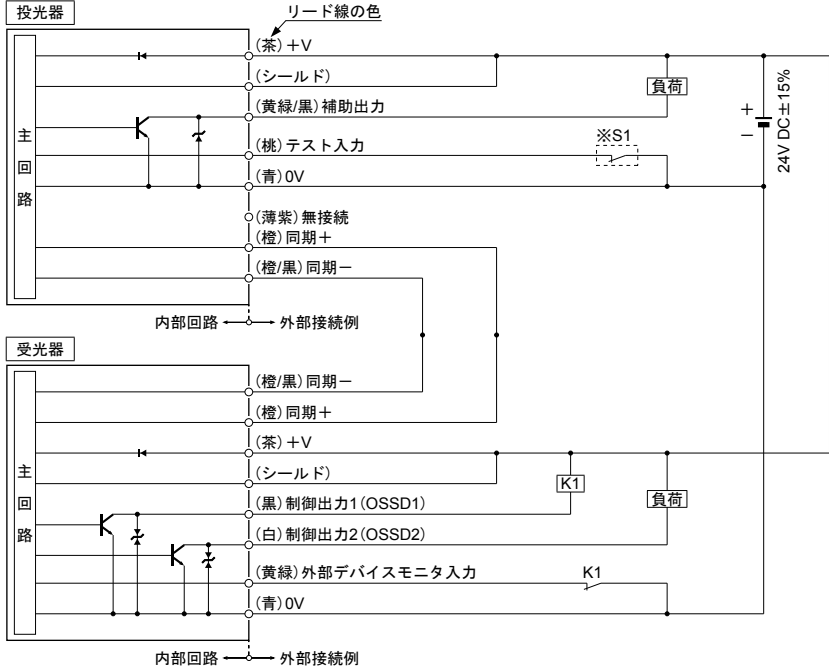 投光器
リード線の色
(茶)+V
(シールド)
(黄緑/黒)補助出力
負荷
+
−
24V DC±15%
※S1
(桃)テスト入力
(青)0V
主回路
(薄紫)無接続
(橙)同期+
(橙/黒)同期−
内部回路 外部接続例
受光器
(橙/黒)同期−
(橙)同期+
(茶)+V
(シールド)
K1
負荷
(黒)制御出力1(OSSD1)
(白)制御出力2(OSSD2)
主回路
(黄緑)外部デバイスモニタ入力
K1
(青)0V
内部回路 外部接続例